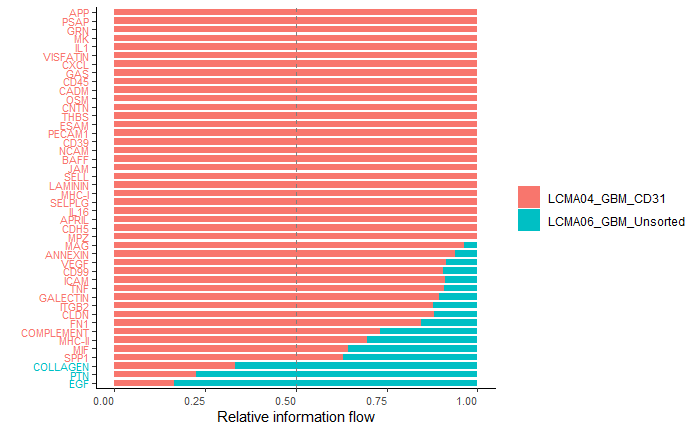 APP
PSAP
GRN
MK
IL1
VISFATIN
CXCL
GAS
CD45
CADM
OSM
CNTN
THBS
ESAM
PECAM1
CD39
NCAM
BAFF
JAM
SELL
LAMININ
MHC-I
SELPLG
IL16
APRIL
CDH5
MPZ
MAG
ANNEXIN
VEGF
CD99
ICAM
TNF
GALECTIN
ITGB2
CLDN
FN1
COMPLEMENT
MHC-II
MIF
SPP1
COLLAGEN
PTN
EGF
0.00 0.25 0.50 0.75 1.00
Relative information flow
LCMA04_GBM_CD31
LCMA06_GBM_Unsorted